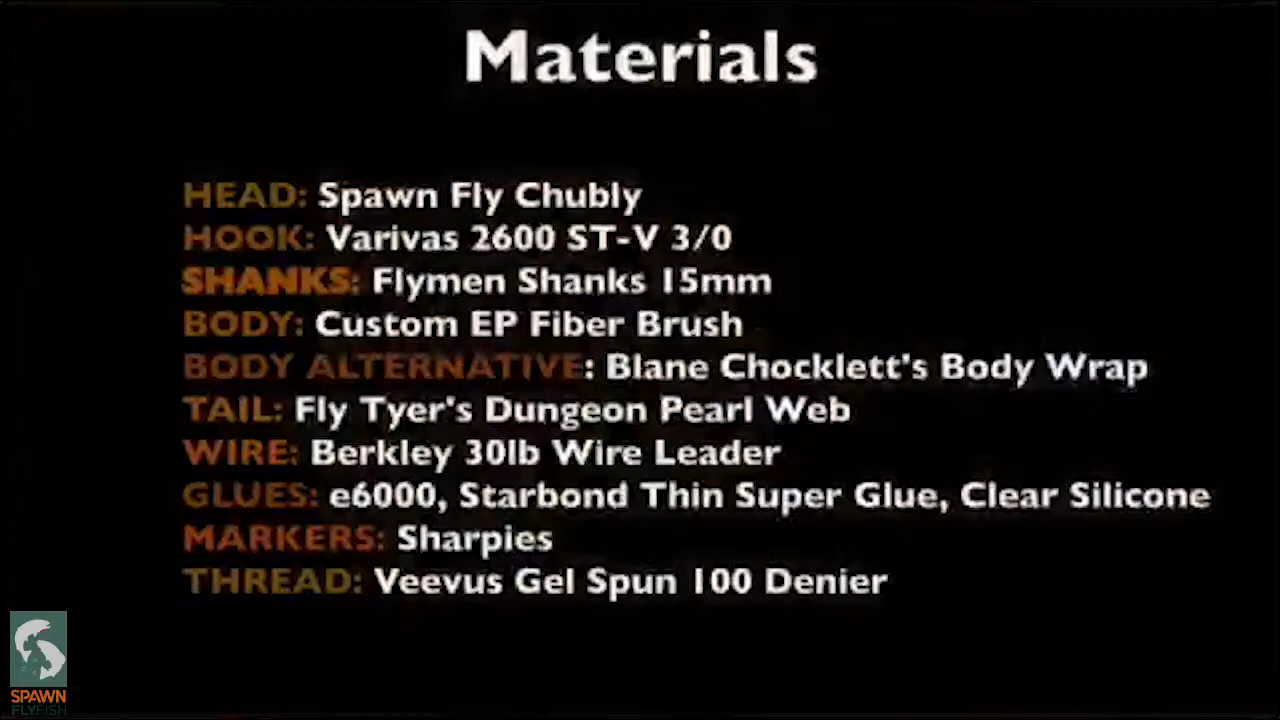 Materials
HEAD: Spawn Fly Chubly
HOOK: Varivas 2600 ST-V 3/0
SHANKS: Flymen Shanks 15mm
BODY: Custom EP Fiber Brush
BODY ALTERNATIVE: Blane Chocklett's Body Wrap
TAIL: Fly Tyer's Dungeon Pearl Web
WIRE: Berkley 30lb Wire Leader
GLUES: e6000, Starbond Thin Super Glue, Clear Silicone
MARKERS: Sharpies
THREAD: Veevus Gel Spun 100 Denier
SPAWN
FLYFISH